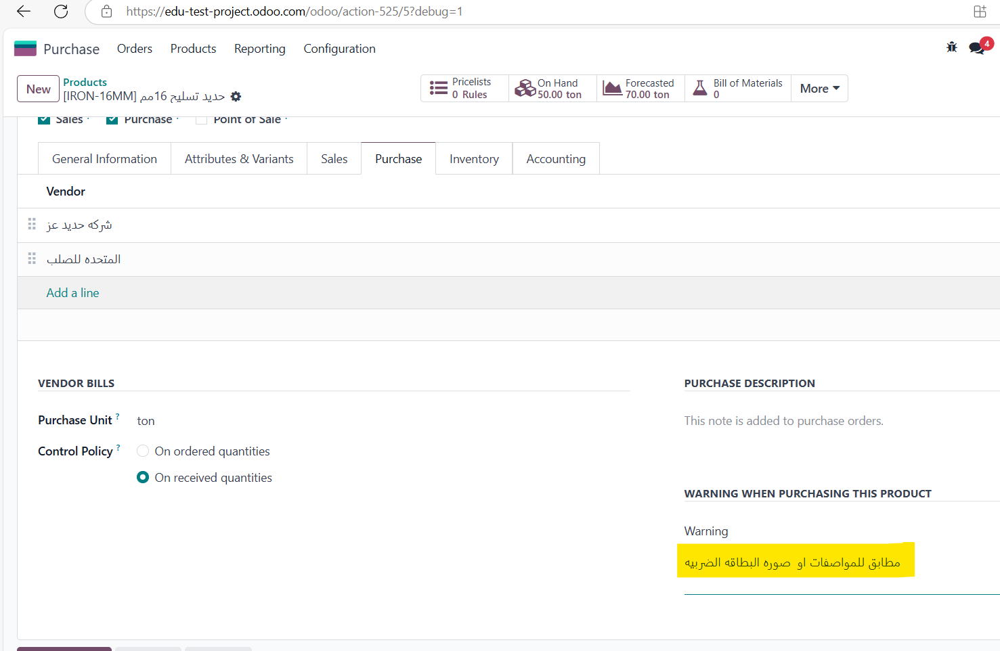 https://edu-test-project.odoo.com/odoo/action-525/5?debug=1
Purchase Orders Products Reporting Configuration 4
New
Products
[IRON-16MM] حديد تسليح 16مم
Pricelists
0 Rules
On Hand
50.00 ton
Forecasted
70.00 ton
Bill of Materials
0
More
Sales ? Purchase ? Point of Sale ?
General Information Attributes & Variants Sales Purchase Inventory Accounting
Vendor
شركه حديد عز
المتحده للصلب
Add a line
VENDOR BILLS
Purchase Unit ? ton
Control Policy ? On ordered quantities
On received quantities
PURCHASE DESCRIPTION
This note is added to purchase orders.
WARNING WHEN PURCHASING THIS PRODUCT
Warning
مطابق للمواصفات او صوره البطاقه الضربيه